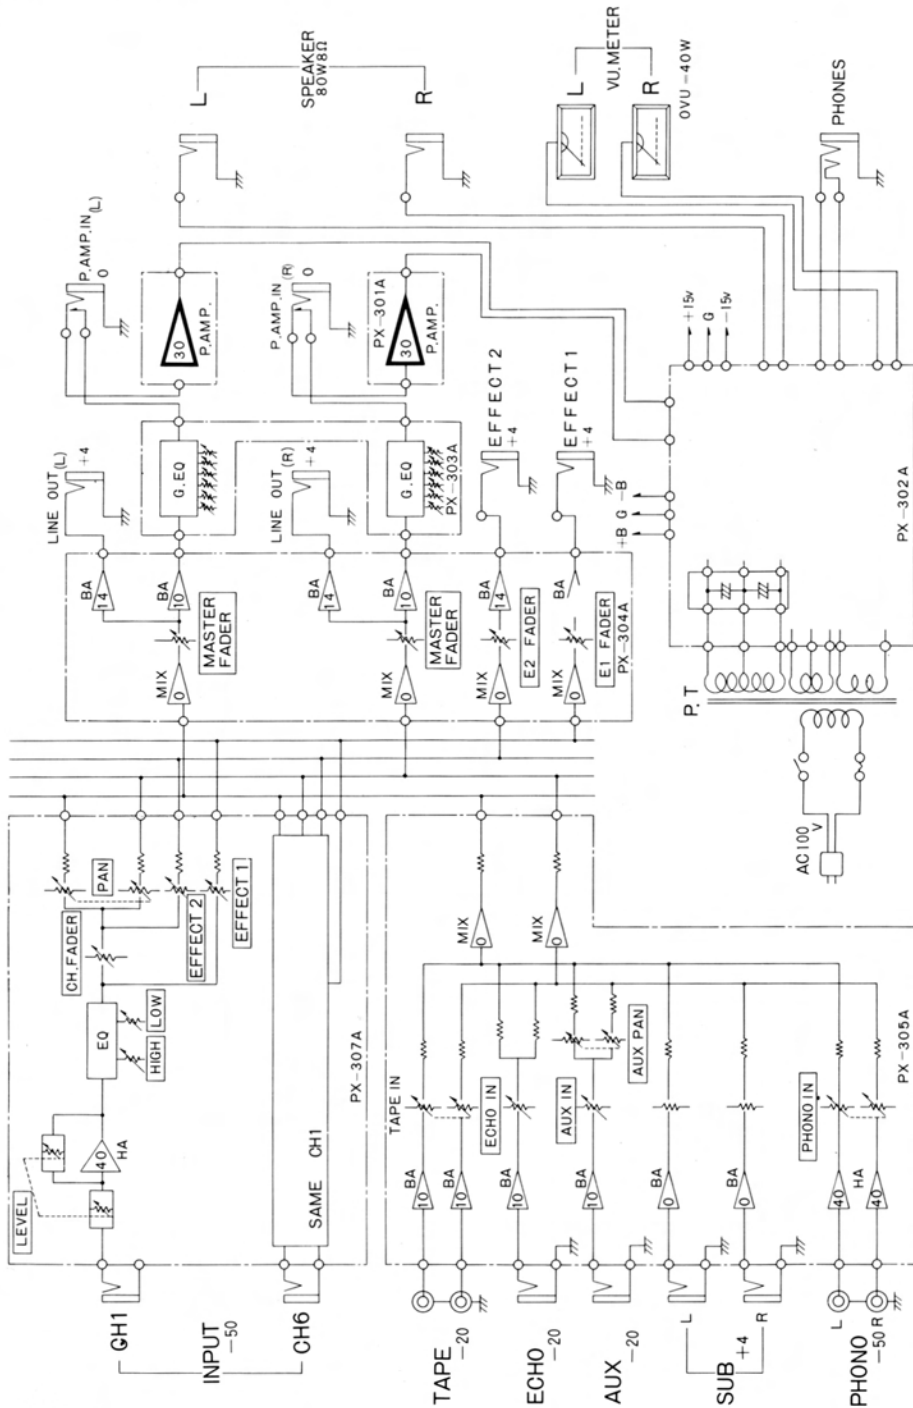 GH1
INPUT
-50
CH6
LEVEL
40
HA
EQ
HIGH
LOW
CH.FADER
PAN
EFFECT 2
EFFECT 1
SAME CH1
PX-307A
MIX
0
MASTER
FADER
BA
14
BA
10
LINE OUT (L)
+4
G.EQ
P.AMP.IN (L)
0
30
P.AMP.
L
SPEAKER
80W8Ω
R
MIX
0
MASTER
FADER
BA
14
BA
10
LINE OUT (R)
+4
G.EQ
PX-303A
P.AMP.IN (R)
0
PX-301A
30
P.AMP.
MIX
0
E2 FADER
BA
14
EFFECT 2
+4
MIX
0
E1 FADER
BA
EFFECT 1
+4
PX-304A
L
VU.METER
R
0VU-40W
PHONES
TAPE
-20
10
BA
10
BA
TAPE IN
ECHO
-20
10
BA
ECHO IN
AUX
-20
10
BA
AUX IN
AUX PAN
SUB
+4
L
R
0
BA
0
BA
PHONO
-50
L
R
40
40
HA
PHONO IN
MIX
0
MIX
0
PX-305A
AC100
V
P.T
+B
G
-B
+15v
G
-15v
PX-302A